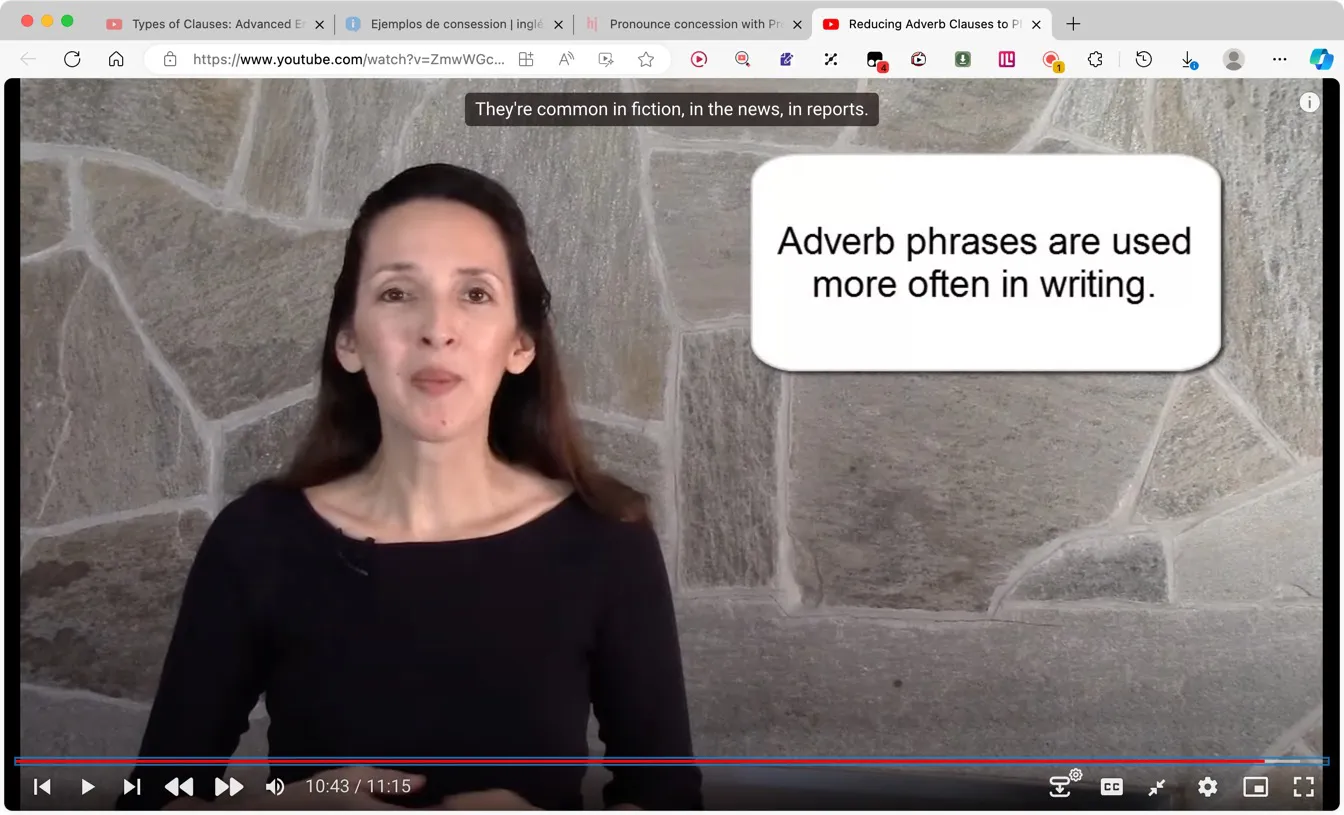 Types of Clauses: Advanced E
Ejemplos de consession | inglé
hj Pronounce concession with Pr
Reducing Adverb Clauses to P
https://www.youtube.com/watch?v=ZmwWGc...
4
1
They're common in fiction, in the news, in reports.
i
Adverb phrases are used
more often in writing.
10:43 / 11:15
CC